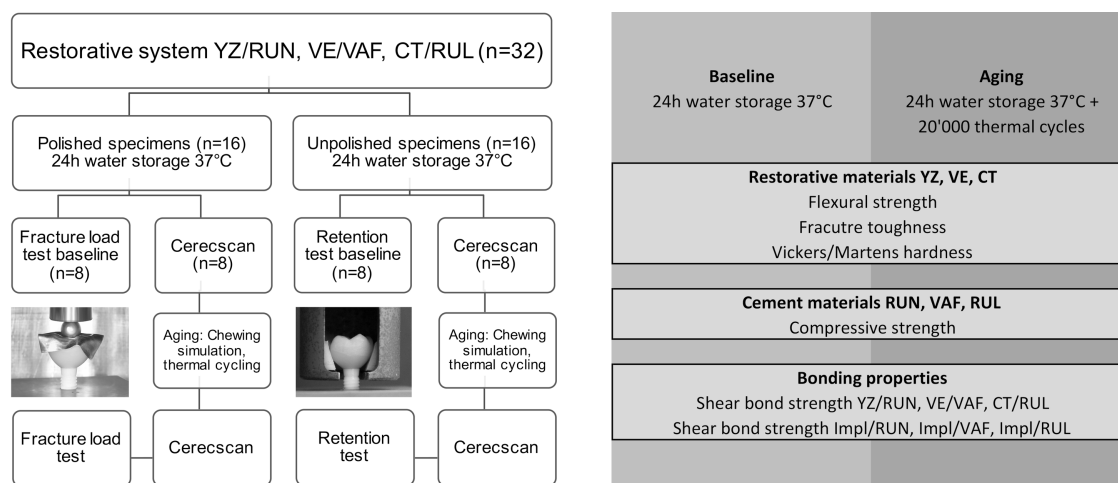 Restorative system YZ/RUN, VE/VAF, CT/RUL (n=32)
Polished specimens (n=16)
24h water storage 37°C
Unpolished specimens (n=16)
24h water storage 37°C
Fracture load
test baseline
(n=8)
Cerecscan
(n=8)
Retention
test baseline
(n=8)
Cerecscan
(n=8)
Aging: Chewing
simulation,
thermal cycling
Aging: Chewing
simulation,
thermal cycling
Fracture load
test
Cerecscan
Retention
test
Cerecscan
Baseline
24h water storage 37°C
Aging
24h water storage 37°C +
20'000 thermal cycles
Restorative materials YZ, VE, CT
Flexural strength
Fracutre toughness
Vickers/Martens hardness
Cement materials RUN, VAF, RUL
Compressive strength
Bonding properties
Shear bond strength YZ/RUN, VE/VAF, CT/RUL
Shear bond strength Impl/RUN, Impl/VAF, Impl/RUL